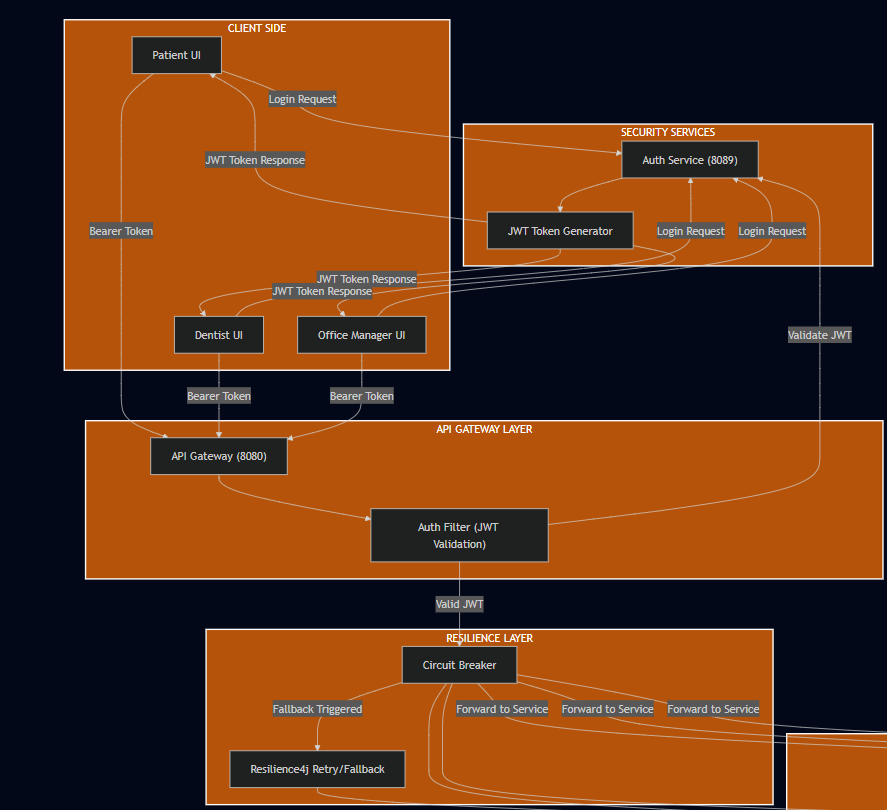 CLIENT SIDE
Patient UI
Login Request
SECURITY SERVICES
Auth Service (8089)
JWT Token Response
Bearer Token
JWT Token Generator
Login Request
Login Request
JWT Token Response
JWT Token Response
Dentist UI
Office Manager UI
Validate JWT
Bearer Token
Bearer Token
API GATEWAY LAYER
API Gateway (8080)
Auth Filter (JWT
Validation)
Valid JWT
RESILIENCE LAYER
Circuit Breaker
Fallback Triggered
Forward to Service
Forward to Service
Forward to Service
Resilience4j Retry/Fallback